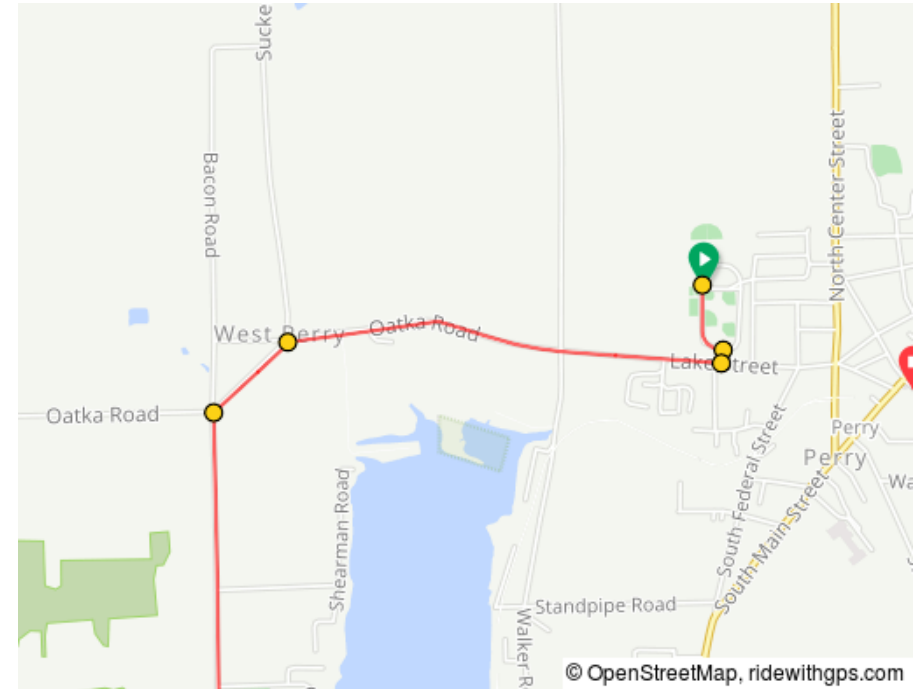 Sucke
Bacon Road
North Center Street
West Perry
Oatka Road
Lake Street
Oatka Road
Perry
Perry
Wa
South Federal Street
South Main Street
Shearman Road
Standpipe Road
Walker Ro
© OpenStreetMap, ridewithgps.com